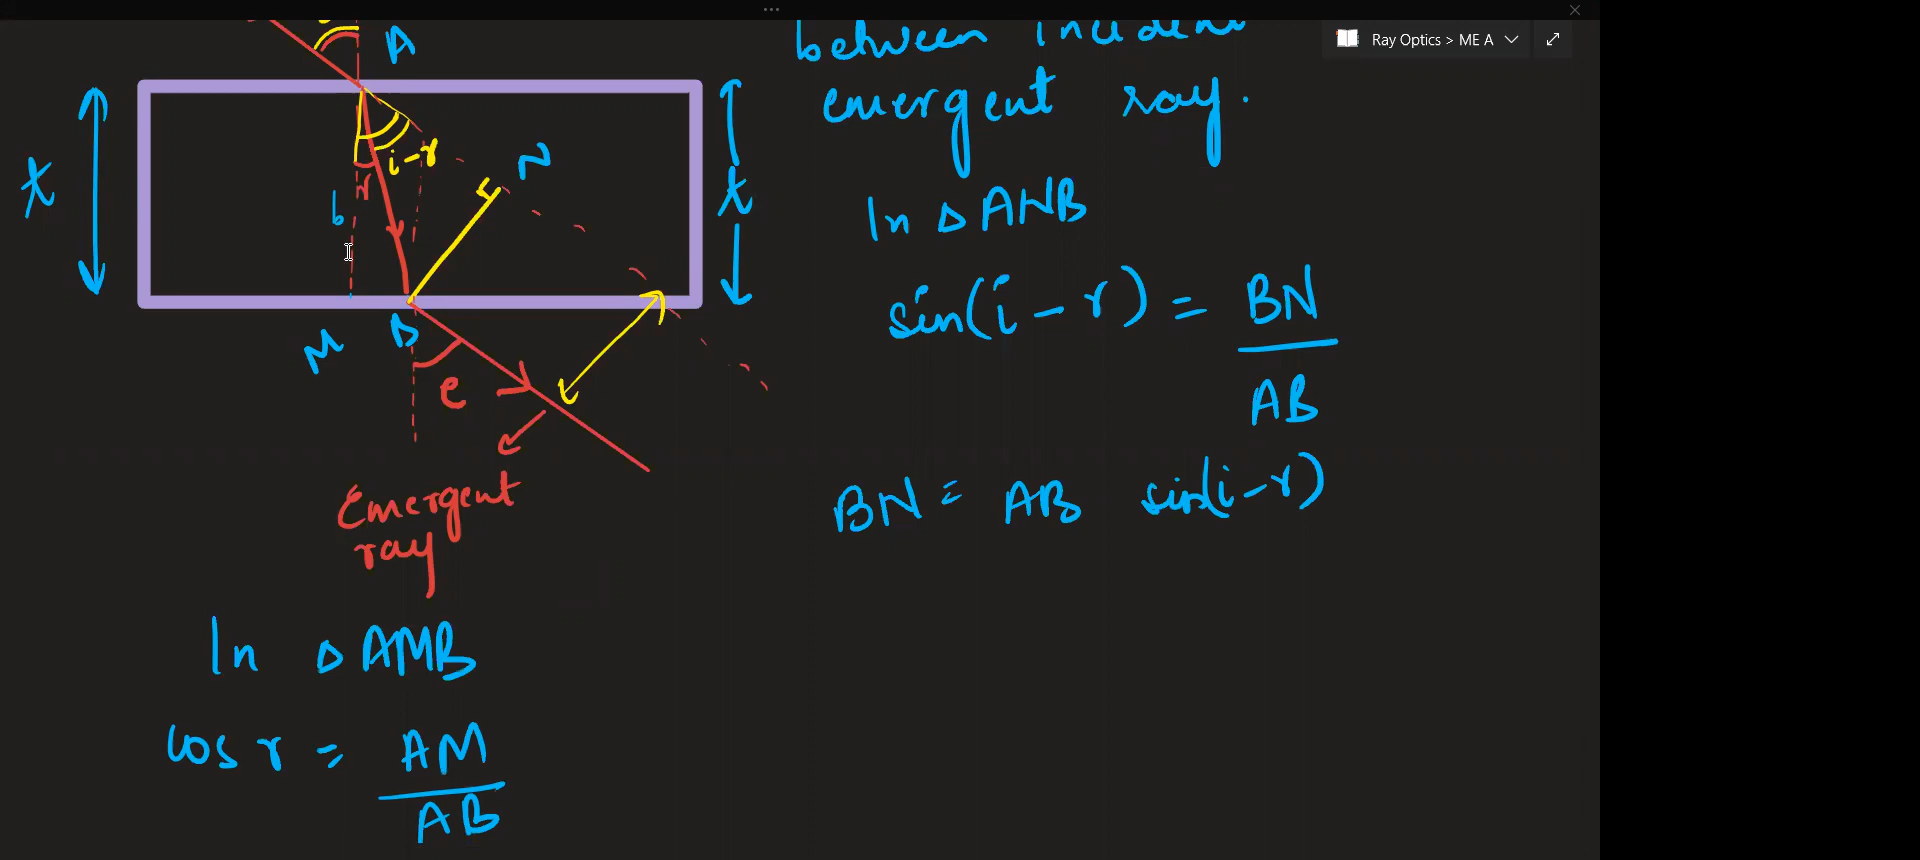 between incident
emergent ray.
Ray Optics > ME A
A
t
i-r
r
N
b
t
M
B
e
Emergent
ray
In Δ ANB
sin(i-r) = BN
AB
BN = AB sin(i-r)
In Δ AMB
cos r = AM
AB